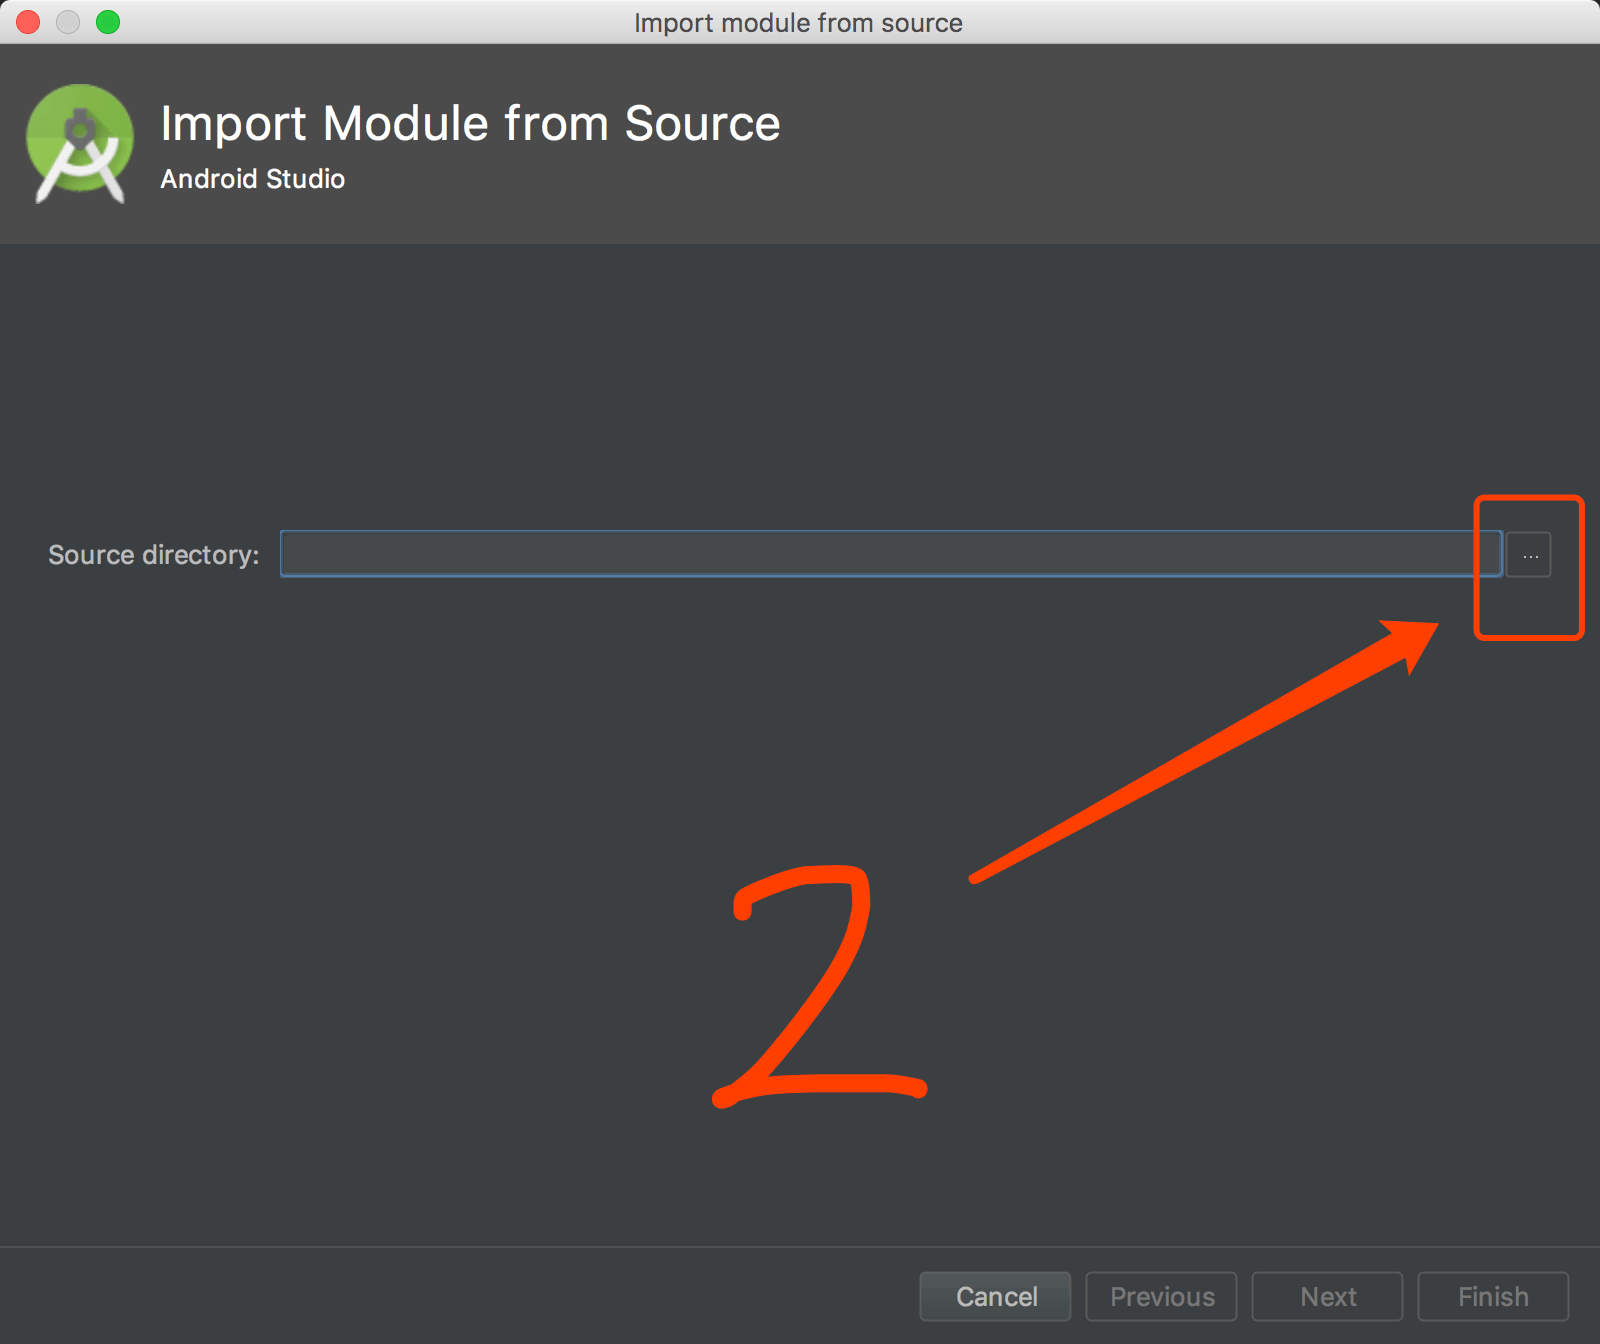 Import module from source
Import Module from Source
Android Studio
Source directory:
...
2
Cancel Previous Next Finish